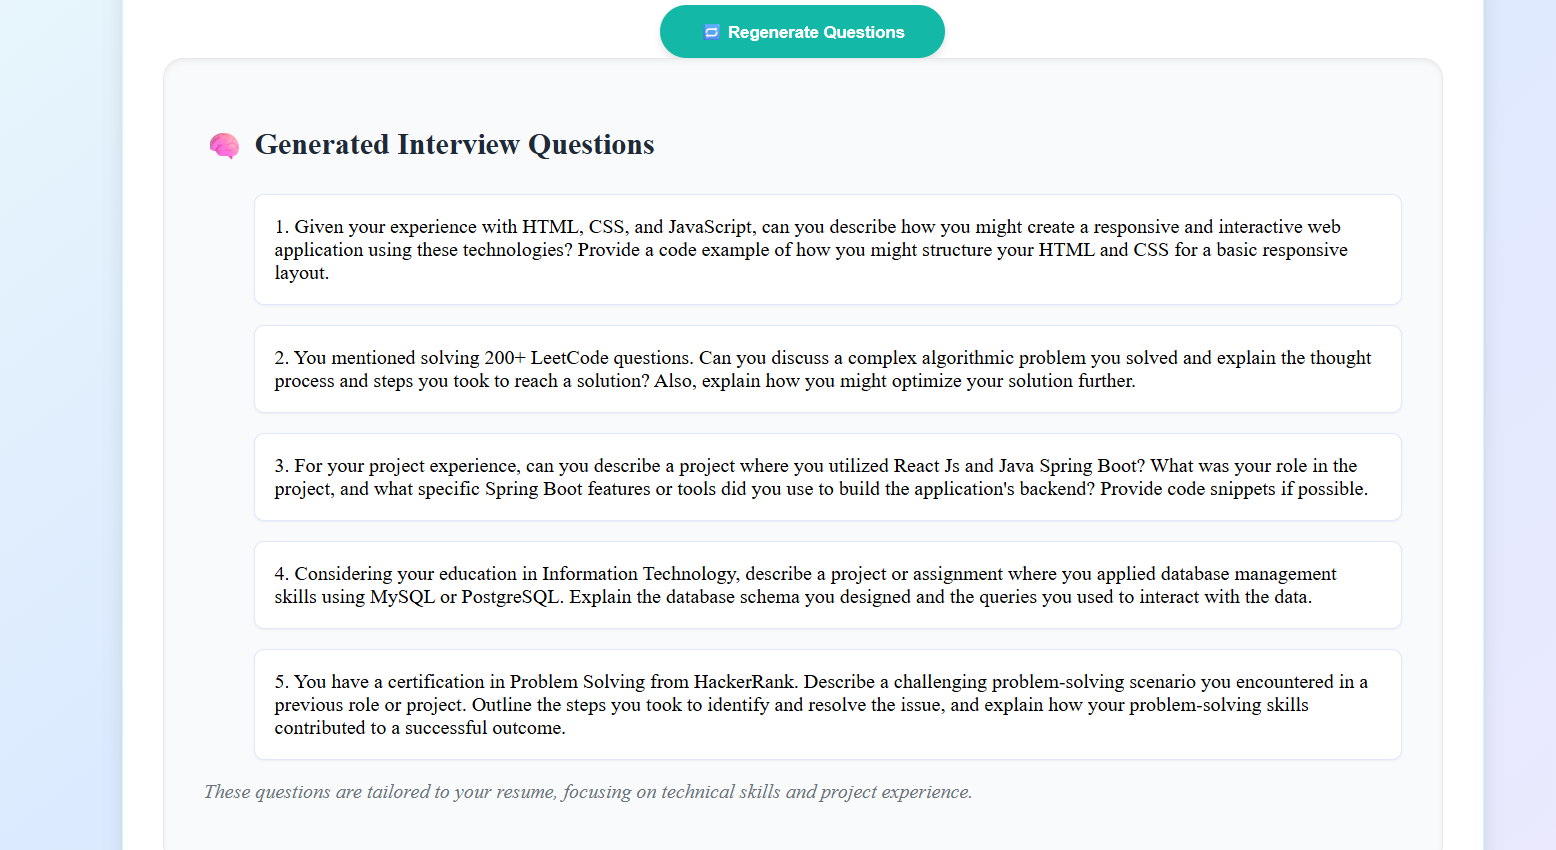 Regenerate Questions
Generated Interview Questions
1. Given your experience with HTML, CSS, and JavaScript, can you describe how you might create a responsive and interactive web
application using these technologies? Provide a code example of how you might structure your HTML and CSS for a basic responsive
layout.
2. You mentioned solving 200+ LeetCode questions. Can you discuss a complex algorithmic problem you solved and explain the thought
process and steps you took to reach a solution? Also, explain how you might optimize your solution further.
3. For your project experience, can you describe a project where you utilized React Js and Java Spring Boot? What was your role in the
project, and what specific Spring Boot features or tools did you use to build the application's backend? Provide code snippets if possible.
4. Considering your education in Information Technology, describe a project or assignment where you applied database management
skills using MySQL or PostgreSQL. Explain the database schema you designed and the queries you used to interact with the data.
5. You have a certification in Problem Solving from HackerRank. Describe a challenging problem-solving scenario you encountered in a
previous role or project. Outline the steps you took to identify and resolve the issue, and explain how your problem-solving skills
contributed to a successful outcome.
These questions are tailored to your resume, focusing on technical skills and project experience.